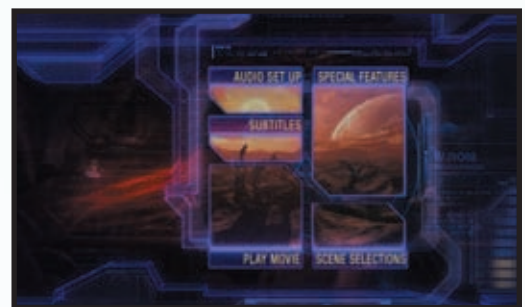 AUDIO SET UP
SPECIAL FEATURES
SUBTITLES
PLAY MOVIE
SCENE SELECTIONS